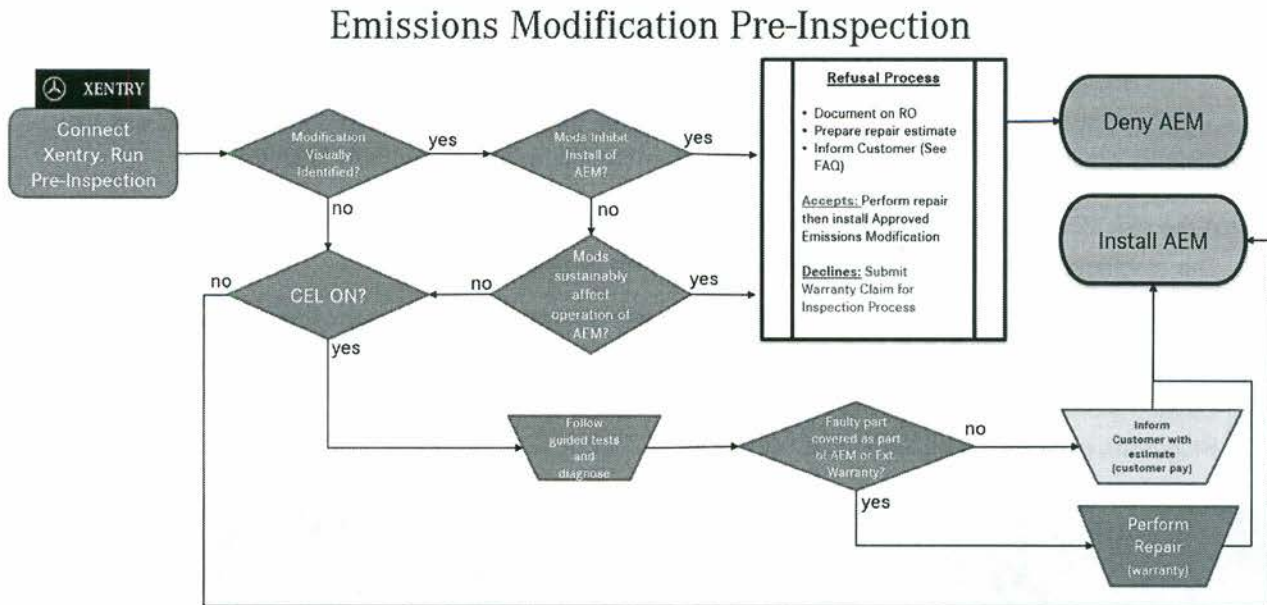 Emissions Modification Pre-Inspection
XENTRY
Connect
Xentry. Run
Pre-Inspection
Modification
Visually
Identified?
yes
Mods Inhibit
Install of
AEM?
yes
Refusal Process
• Document on RO
• Prepare repair estimate
• Inform Customer (See
FAQ)
Accepts: Perform repair
then install Approved
Emissions Modification
Declines: Submit
Warranty Claim for
Inspection Process
Deny AEM
Install AEM
no
no
no
CEL ON?
no
Mods
sustainably
affect
operation of
AEM?
yes
yes
Follow
guided tests
and
diagnose
Faulty part
covered as part
of AEM or Ext.
Warranty?
no
Inform
Customer with
estimate
(customer pay)
yes
Perform
Repair
(warranty)